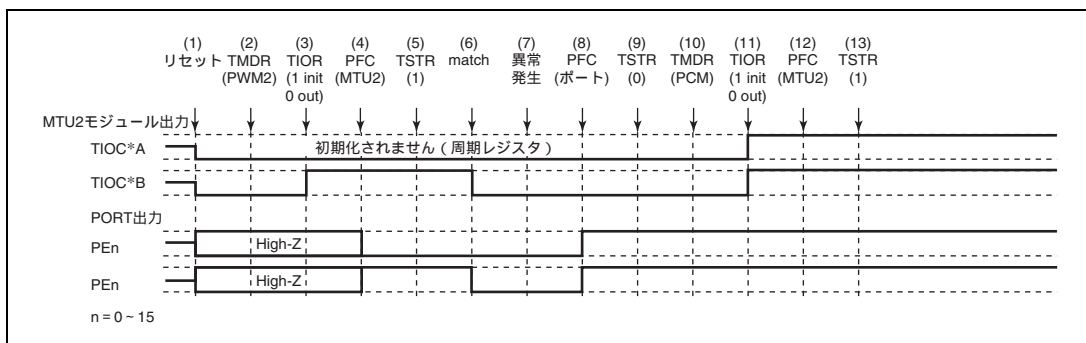 (1) (2) (3) (4) (5) (6) (7) (8) (9) (10) (11) (12) (13)
リセット TMDR TIOR PFC TSTR match 異常 PFC TSTR TMDR TIOR PFC TSTR
(PWM2) (1 init (MTU2) (1) 発生 (ポート) (0) (PCM) (1 init (MTU2) (1)
0 out) 0 out)
MTU2モジュール出力
TIOC*A 初期化されません（周期レジスタ）
TIOC*B
PORT出力
PEn High-Z
PEn High-Z
n = 0 ~ 15